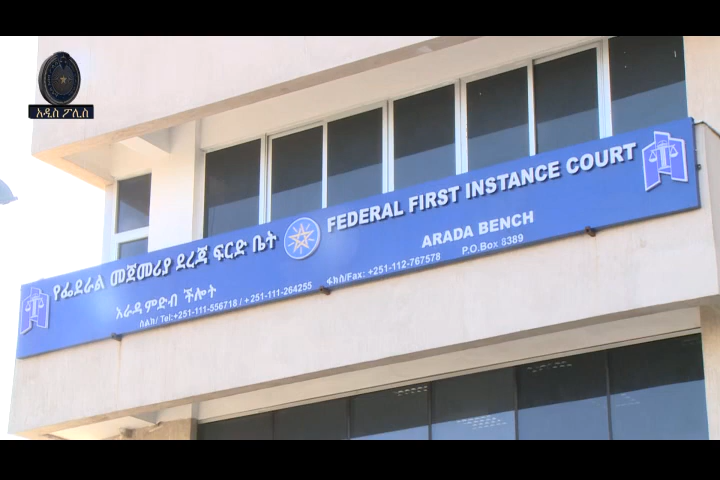 አዲስ ፖሊስ
የፌደራል መጀመሪያ ደረጃ ፍርድ ቤት
አራዳ ምድብ ችሎት
ስልክ/ Tel:+251-111-556718 / +251-111-264255
FEDERAL FIRST INSTANCE COURT
ARADA BENCH
ፋክስ/Fax: +251-112-767578
P.O.Box 8389